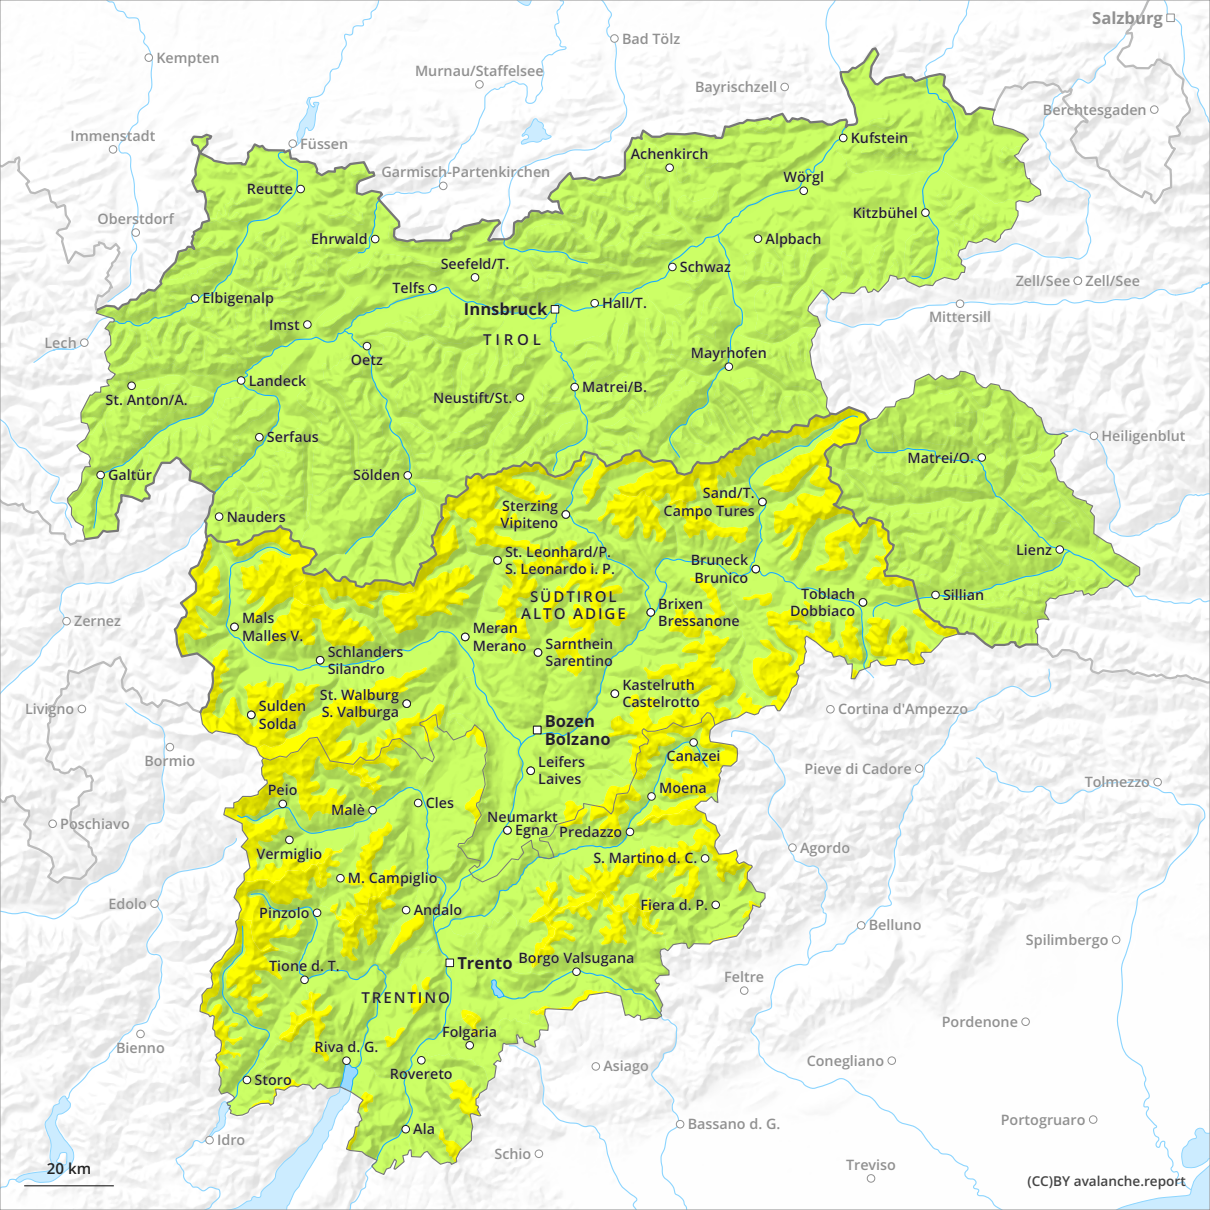 Salzburg
Kempten
Bad Tölz
Murnau/Staffelsee
Bayrischzell
Berchtesgaden
Immenstadt
Füssen
Kufstein
Achenkirch
Garmisch-Partenkirchen
Wörgl
Reutte
Oberstdorf
Kitzbühel
Ehrwald
Alpbach
Seefeld/T.
Schwaz
Telfs
Zell/See
Zell/See
Elbigenalp
Hall/T.
Innsbruck
Mittersill
Imst
TIROL
Lech
Oetz
Mayrhofen
Landeck
Matrei/B.
St. Anton/A.
Neustift/St.
Serfaus
Heiligenblut
Matrei/O.
Galtür
Sölden
Sand/T.
Campo Tures
Sterzing
Vipiteno
Nauders
St. Leonhard/P.
S. Leonardo i. P.
Lienz
Bruneck
Brunico
SÜDTIROL
ALTO ADIGE
Toblach
Dobbiaco
Sillian
Brixen
Bressanone
Zernez
Mals
Malles V.
Meran
Merano
Sarnthein
Sarentino
Schlanders
Silandro
Kastelruth
Castelrotto
St. Walburg
S. Valburga
Livigno
Sulden
Solda
Cortina d'Ampezzo
Bozen
Bolzano
Canazei
Bormio
Leifers
Laives
Pieve di Cadore
Tolmezzo
Peio
Moena
Cles
Malè
Neumarkt
Egna
Predazzo
Poschiavo
Vermiglio
S. Martino d. C.
Agordo
M. Campiglio
Edolo
Pinzolo
Andalo
Fiera d. P.
Belluno
Spilimbergo
Trento
Borgo Valsugana
Tione d. T.
Feltre
TRENTINO
Pordenone
Folgaria
Bienno
Riva d. G.
Conegliano
Rovereto
Asiago
Storo
Portogruaro
Bassano d. G.
Ala
Idro
Schio
Treviso
20 km
(CC)BY avalanche.report